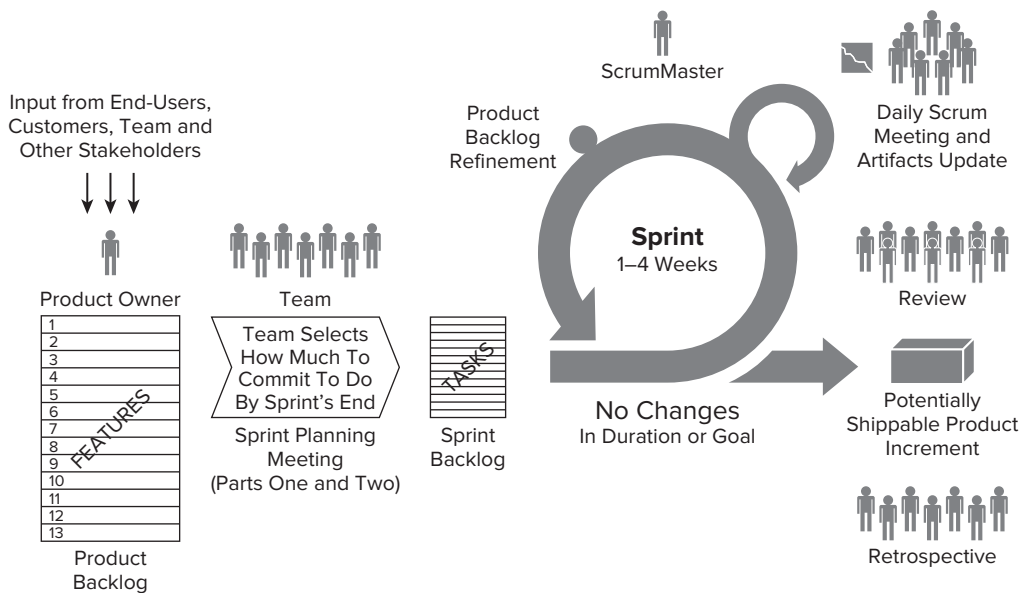 Input from End-Users,
Customers, Team and
Other Stakeholders
Product Owner
1
2
3
4
5
6
7
8
9
10
11
12
13
FEATURES
Product
Backlog
Team
Team Selects
How Much To
Commit To Do
By Sprint’s End
Sprint Planning
Meeting
(Parts One and Two)
TASKS
Sprint
Backlog
ScrumMaster
Product
Backlog
Refinement
Sprint
1–4 Weeks
No Changes
In Duration or Goal
Daily Scrum
Meeting and
Artifacts Update
Review
Potentially
Shippable Product
Increment
Retrospective